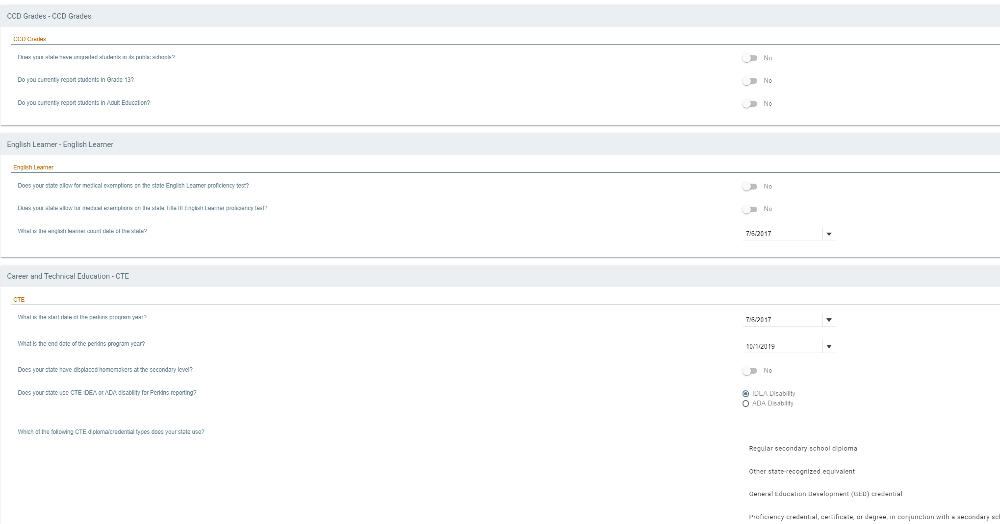 CCD Grades - CCD Grades
CCD Grades
Does your state have ungraded students in its public schools?
No
Do you currently report students in Grade 13?
No
Do you currently report students in Adult Education?
No
English Learner - English Learner
English Learner
Does your state allow for medical exemptions on the state English Learner proficiency test?
No
Does your state allow for medical exemptions on the state Title III English Learner proficiency test?
No
What is the english learner count date of the state?
7/6/2017
Career and Technical Education - CTE
CTE
What is the start date of the perkins program year?
7/6/2017
What is the end date of the perkins program year?
10/1/2019
Does your state have displaced homemakers at the secondary level?
No
Does your state use CTE IDEA or ADA disability for Perkins reporting?
IDEA Disability
ADA Disability
Which of the following CTE diploma/credential types does your state use?
Regular secondary school diploma
Other state-recognized equivalent
General Education Development (GED) credential
Proficiency credential, certificate, or degree, in conjunction with a secondary